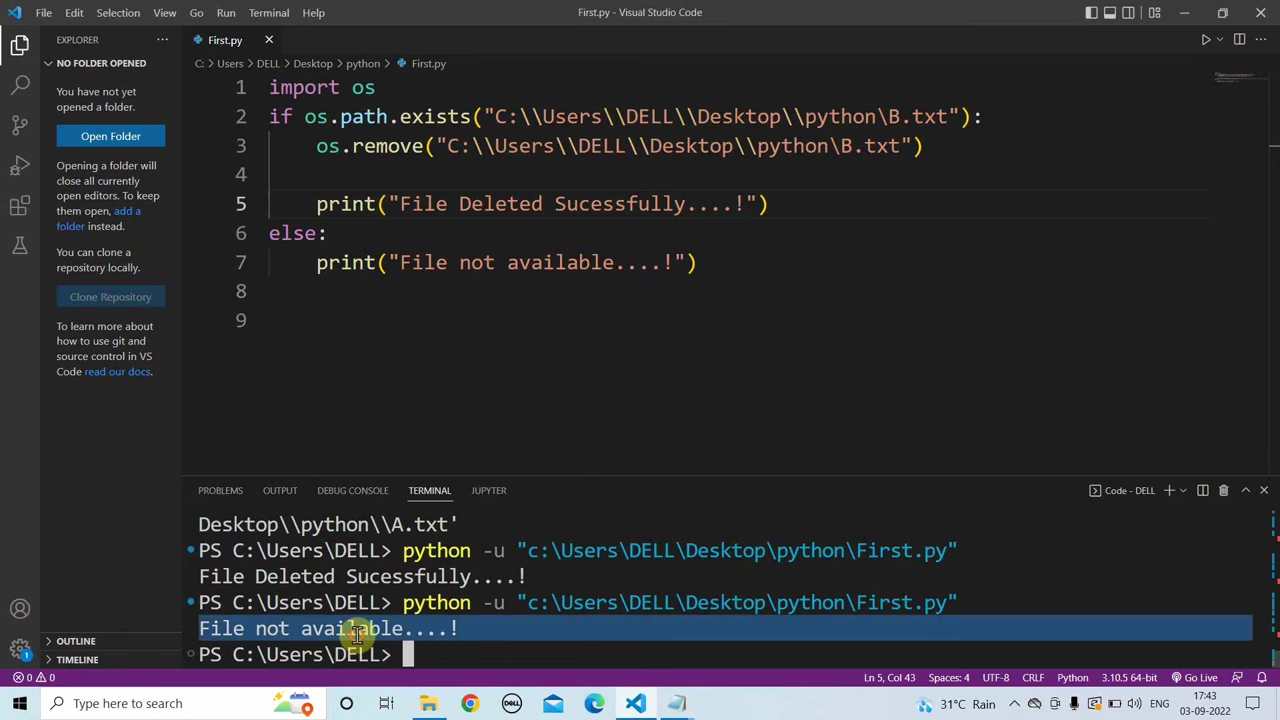 File Edit Selection View Go Run Terminal Help First.py - Visual Studio Code
EXPLORER
First.py
NO FOLDER OPENED
You have not yet
opened a folder.
Open Folder
Opening a folder will
close all currently
open editors. To keep
them open, add a
folder instead.
You can clone a
repository locally.
Clone Repository
To learn more about
how to use git and
source control in VS
Code read our docs.
OUTLINE
TIMELINE
C: > Users > DELL > Desktop > python > First.py
1 import os
2 if os.path.exists("C:\\Users\\DELL\\Desktop\\python\B.txt"):
3 os.remove("C:\\Users\\DELL\\Desktop\\python\B.txt")
4
5 print("File Deleted Sucessfully....!")
6 else:
7 print("File not available....!")
8
9
PROBLEMS OUTPUT DEBUG CONSOLE TERMINAL JUPYTER Code - DELL
Desktop\\python\\A.txt'
PS C:\Users\DELL> python -u "c:\Users\DELL\Desktop\python\First.py"
File Deleted Sucessfully....!
PS C:\Users\DELL> python -u "c:\Users\DELL\Desktop\python\First.py"
File not available....!
PS C:\Users\DELL>
1
0 0 Ln 5, Col 43 Spaces: 4 UTF-8 CRLF Python 3.10.5 64-bit Go Live
Type here to search DELL 31°C Rain ENG 17:43
03-09-2022